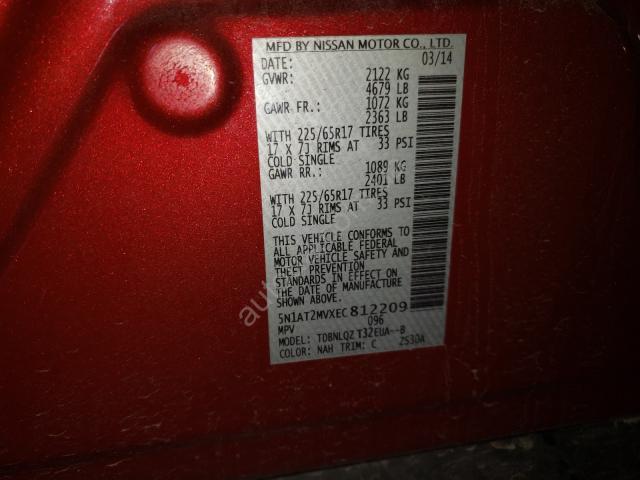 MFD BY NISSAN MOTOR CO., LTD.
DATE: 03/14
GVWR: 2122 KG
4679 LB
GAWR FR.: 1072 KG
2363 LB
WITH 225/65R17 TIRES
17 X 7J RIMS AT 33 PSI
COLD SINGLE
GAWR RR.: 1089 KG
2401 LB
WITH 225/65R17 TIRES
17 X 7J RIMS AT 33 PSI
COLD SINGLE
THIS VEHICLE CONFORMS TO
ALL APPLICABLE FEDERAL
MOTOR VEHICLE SAFETY AND
THEFT PREVENTION
STANDARDS IN EFFECT ON
THE DATE OF MANUFACTURE
SHOWN ABOVE.
5N1AT2MVXEC812209
MPV 096
MODEL: TDBNLQZ T32EUA--B
COLOR: NAH TRIM: C ZS30A